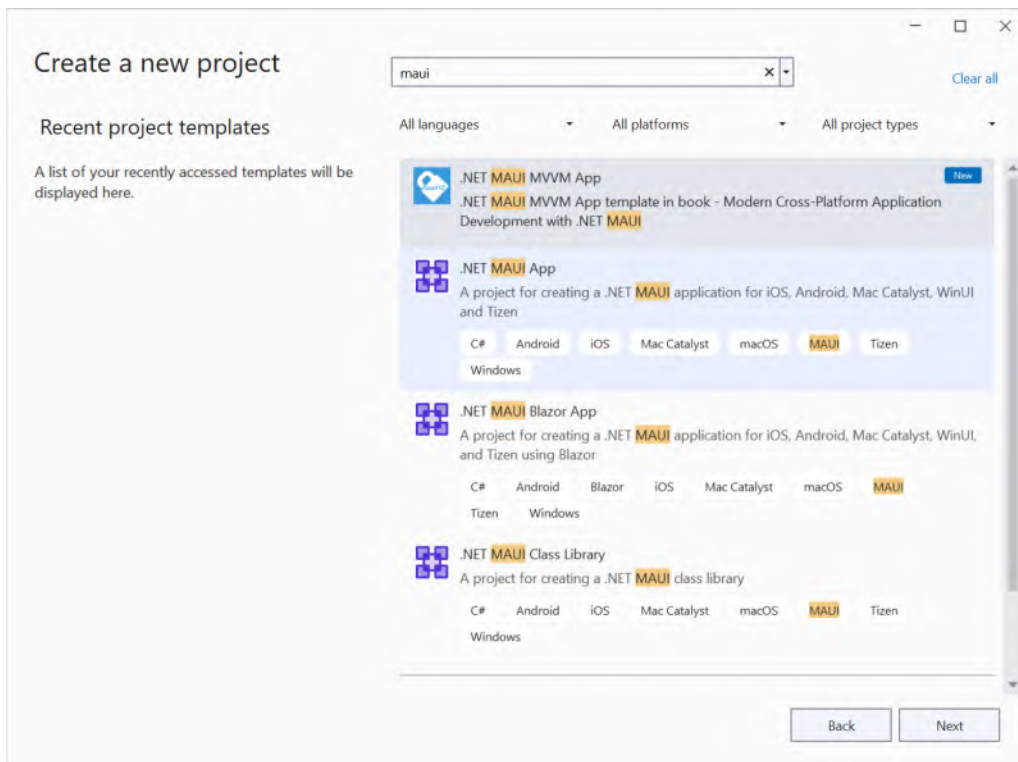 Create a new project
maui
Clear all
Recent project templates
All languages
All platforms
All project types
A list of your recently accessed templates will be
displayed here.
.NET MAUI MVVM App
New
.NET MAUI MVVM App template in book - Modern Cross-Platform Application
Development with .NET MAUI
.NET MAUI App
A project for creating a .NET MAUI application for iOS, Android, Mac Catalyst, WinUI
and Tizen
C# Android iOS Mac Catalyst macOS MAUI Tizen
Windows
.NET MAUI Blazor App
A project for creating a .NET MAUI application for iOS, Android, Mac Catalyst, WinUI,
and Tizen using Blazor
C# Android Blazor iOS Mac Catalyst macOS MAUI
Tizen Windows
.NET MAUI Class Library
A project for creating a .NET MAUI class library
C# Android iOS Mac Catalyst macOS MAUI Tizen
Windows
Back
Next